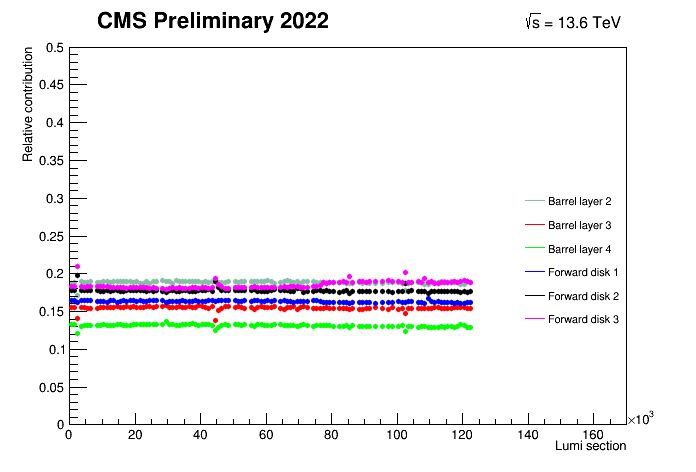 CMS Preliminary 2022
√s = 13.6 TeV
Relative contribution
0.5
0.45
0.4
0.35
0.3
0.25
0.2
0.15
0.1
0.05
0
Barrel layer 2
Barrel layer 3
Barrel layer 4
Forward disk 1
Forward disk 2
Forward disk 3
0 20 40 60 80 100 120 140 160
×10³
Lumi section